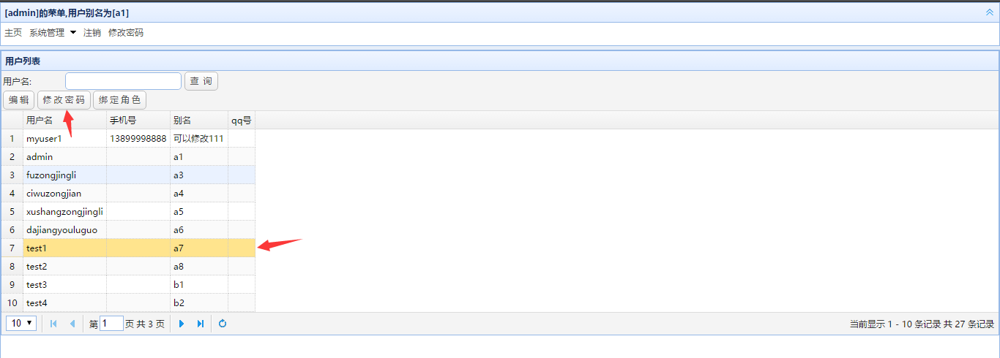 [admin]的荣单,用户别名为[a1]
主页 系统管理 注销 修改密码
用户列表
用户名: 查 询
编 辑 修 改 密 码 绑 定 角 色
用户名 手机号 别名 qq号
1 myuser1 13899998888 可以修改111
2 admin a1
3 fuzongjingli a3
4 ciwuzongjian a4
5 xushangzongjingli a5
6 dajiangyouluguo a6
7 test1 a7
8 test2 a8
9 test3 b1
10 test4 b2
10 第 1 页 共 3 页 当前显示 1 - 10 条记录 共 27 条记录